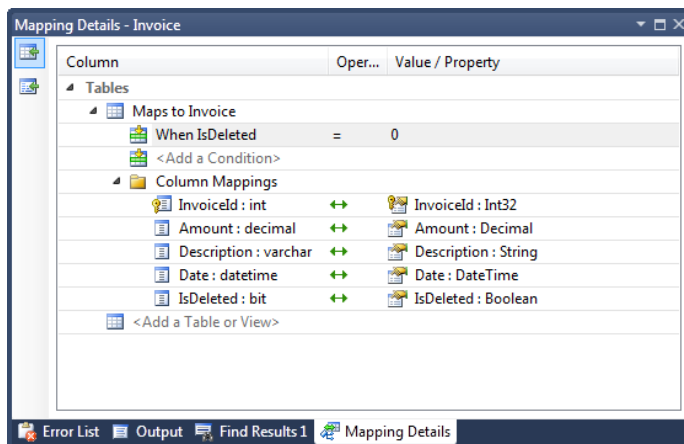 Mapping Details - Invoice
Column Oper... Value / Property
Tables
Maps to Invoice
When IsDeleted = 0
<Add a Condition>
Column Mappings
InvoiceId : int InvoiceId : Int32
Amount : decimal Amount : Decimal
Description : varchar Description : String
Date : datetime Date : DateTime
IsDeleted : bit IsDeleted : Boolean
<Add a Table or View>
Error List Output Find Results 1 Mapping Details